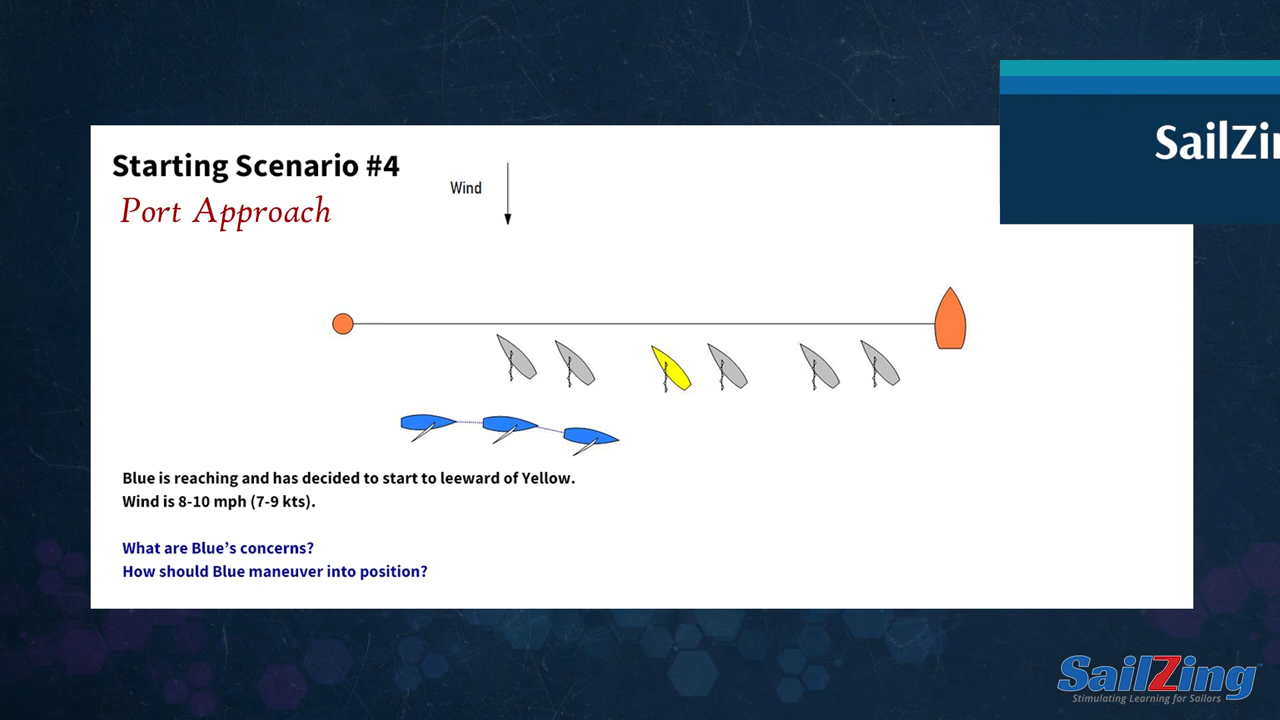 SailZi
Starting Scenario #4
Port Approach
Wind
Blue is reaching and has decided to start to leeward of Yellow.
Wind is 8-10 mph (7-9 kts).
What are Blue's concerns?
How should Blue maneuver into position?
SailZing
Stimulating Learning for Sailors